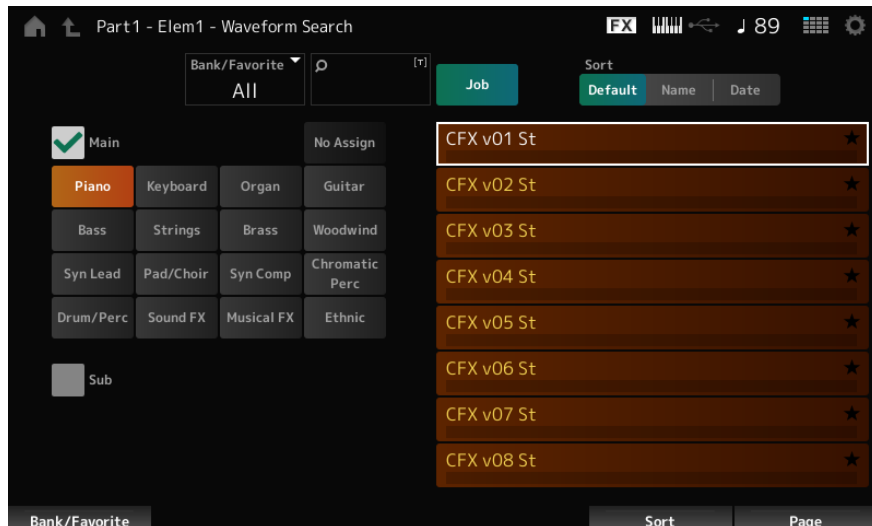 Part1 - Elem1 - Waveform Search
FX
89
Bank/Favorite
All
[T]
Job
Sort
Default
Name
Date
Main
No Assign
Piano
Keyboard
Organ
Guitar
Bass
Strings
Brass
Woodwind
Syn Lead
Pad/Choir
Syn Comp
Chromatic
Perc
Drum/Perc
Sound FX
Musical FX
Ethnic
Sub
CFX v01 St
CFX v02 St
CFX v03 St
CFX v04 St
CFX v05 St
CFX v06 St
CFX v07 St
CFX v08 St
Bank/Favorite
Sort
Page